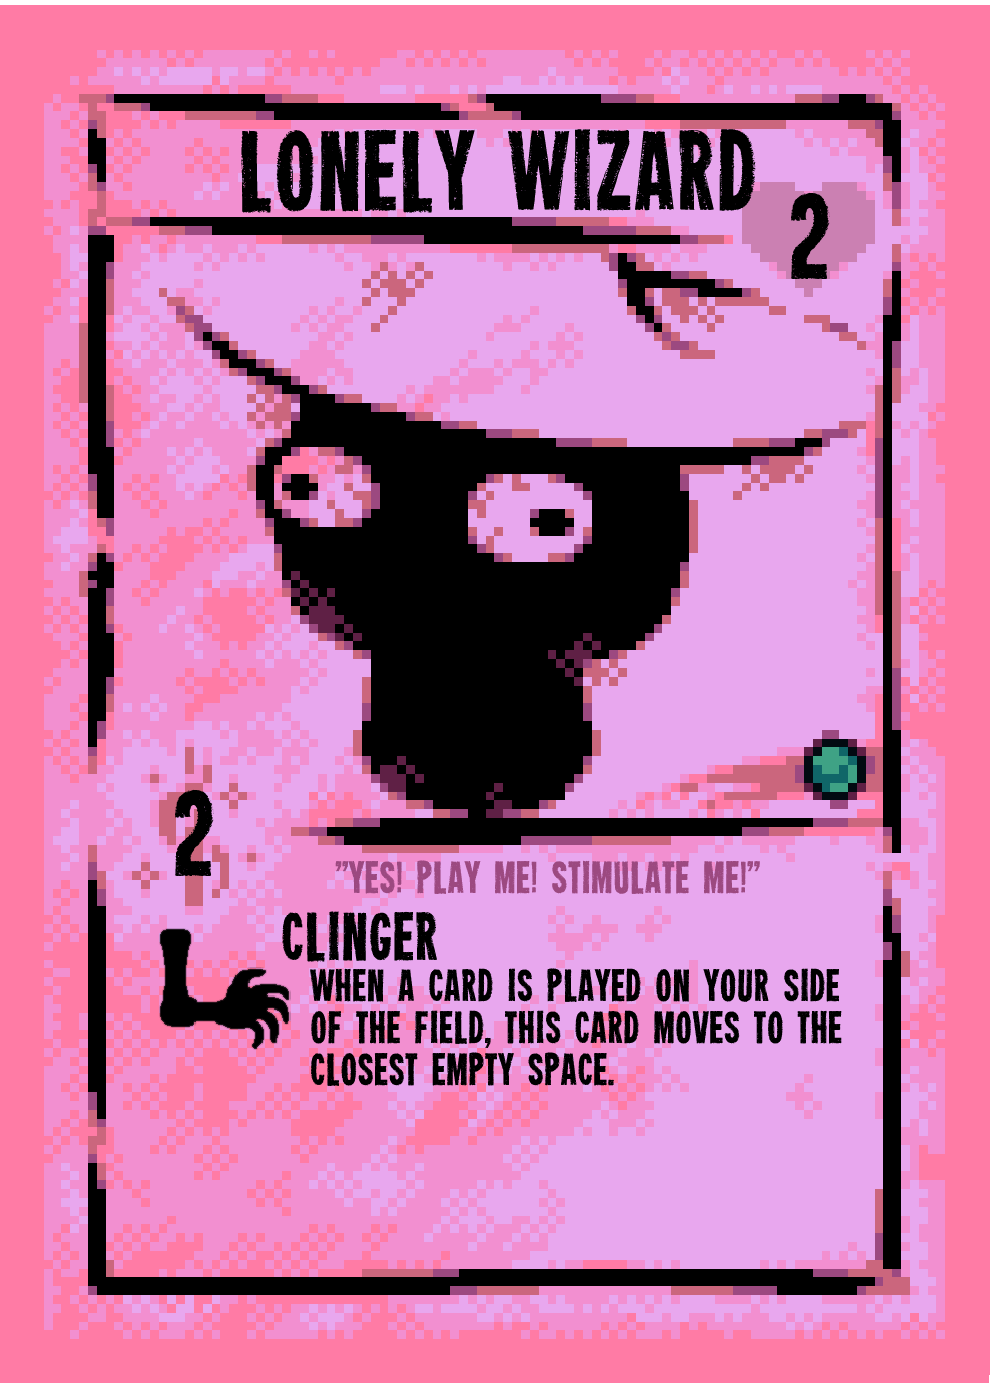 LONELY WIZARD
2
2
"YES! PLAY ME! STIMULATE ME!"
CLINGER
WHEN A CARD IS PLAYED ON YOUR SIDE
OF THE FIELD, THIS CARD MOVES TO THE
CLOSEST EMPTY SPACE.